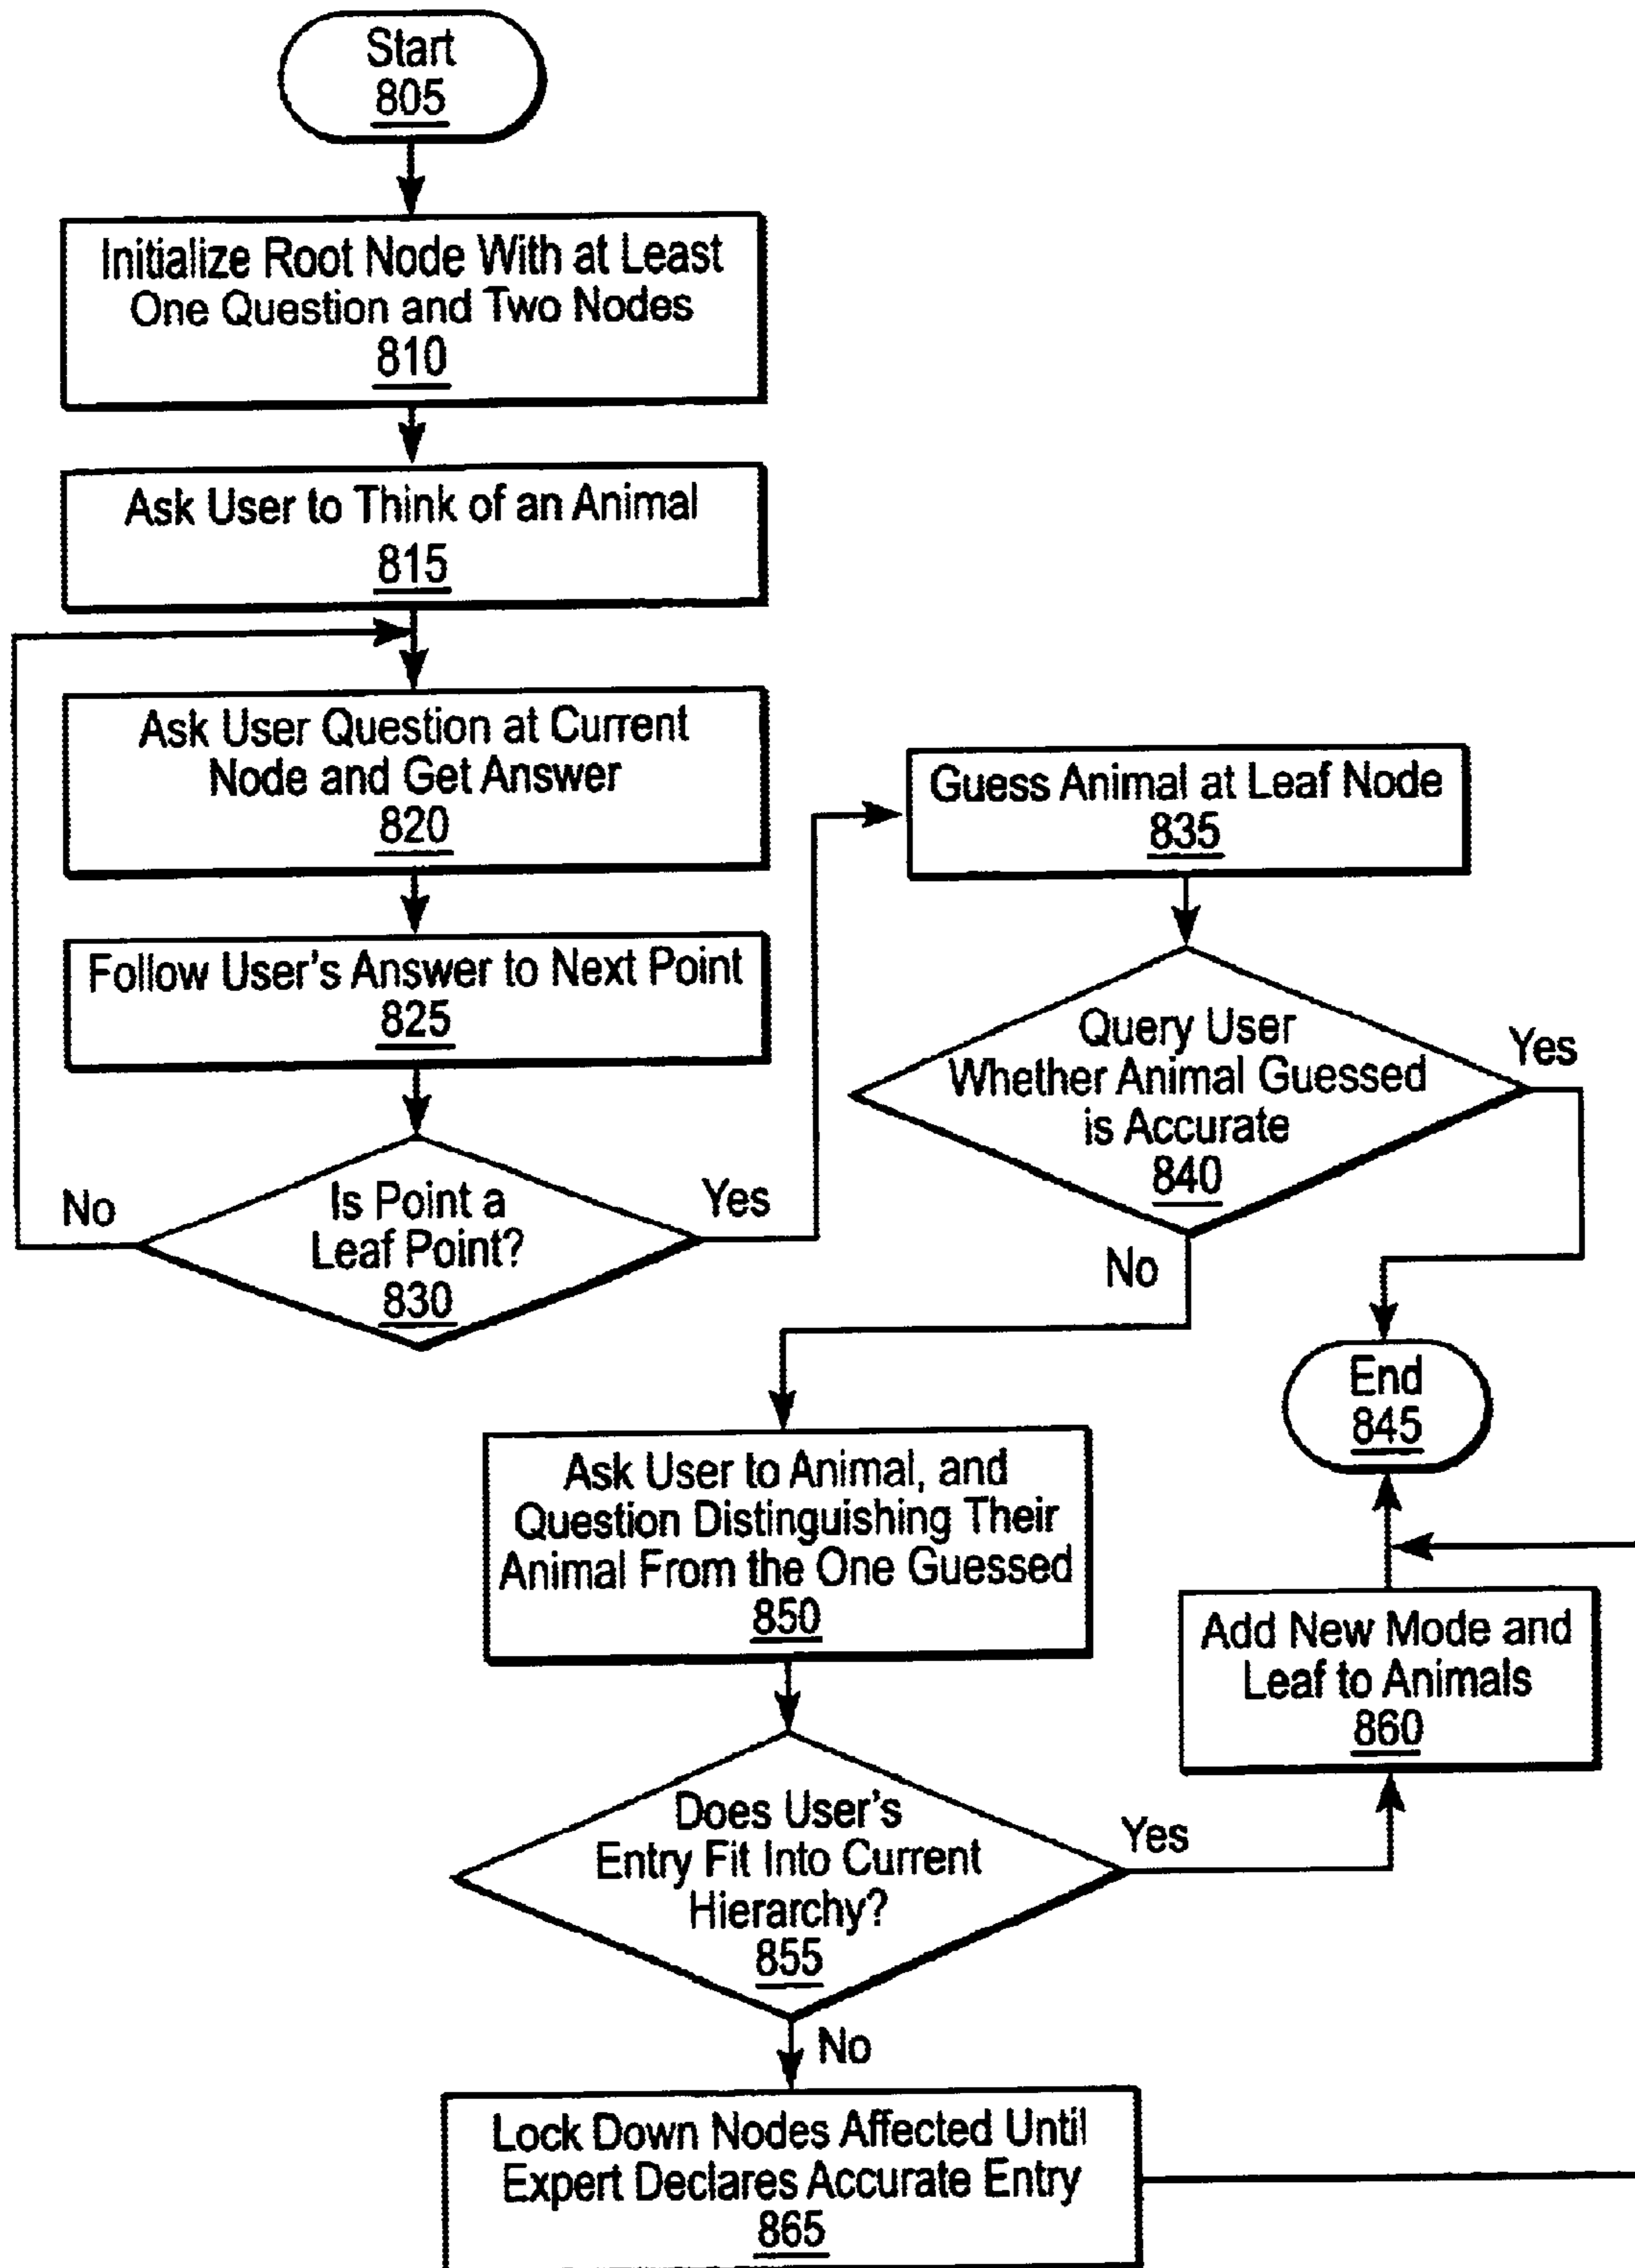 Start
805
Initialize Root Node With at Least
One Question and Two Nodes
810
Ask User to Think of an Animal
815
Ask User Question at Current
Node and Get Answer
820
Follow User's Answer to Next Point
825
Is Point a
Leaf Point?
830
No
Yes
Guess Animal at Leaf Node
835
Query User
Whether Animal Guessed
is Accurate
840
Yes
No
End
845
Ask User to Animal, and
Question Distinguishing Their
Animal From the One Guessed
850
Add New Mode and
Leaf to Animals
860
Does User's
Entry Fit Into Current
Hierarchy?
855
Yes
No
Lock Down Nodes Affected Until
Expert Declares Accurate Entry
865